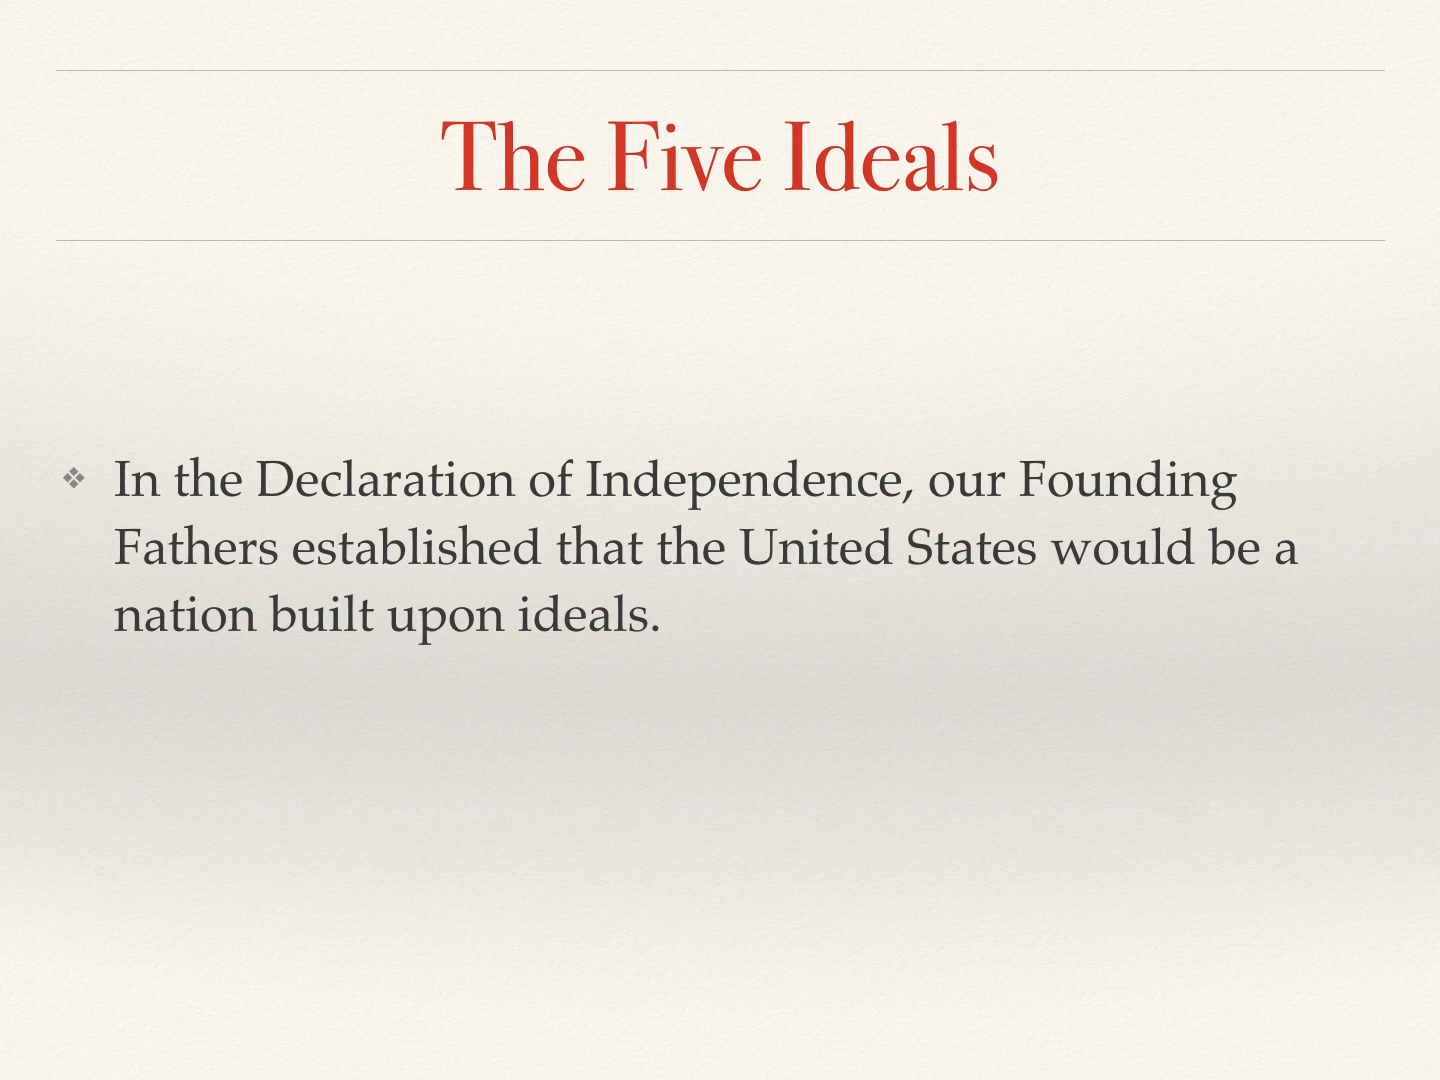 The Five Ideals
❖ In the Declaration of Independence, our Founding
Fathers established that the United States would be a
nation built upon ideals.